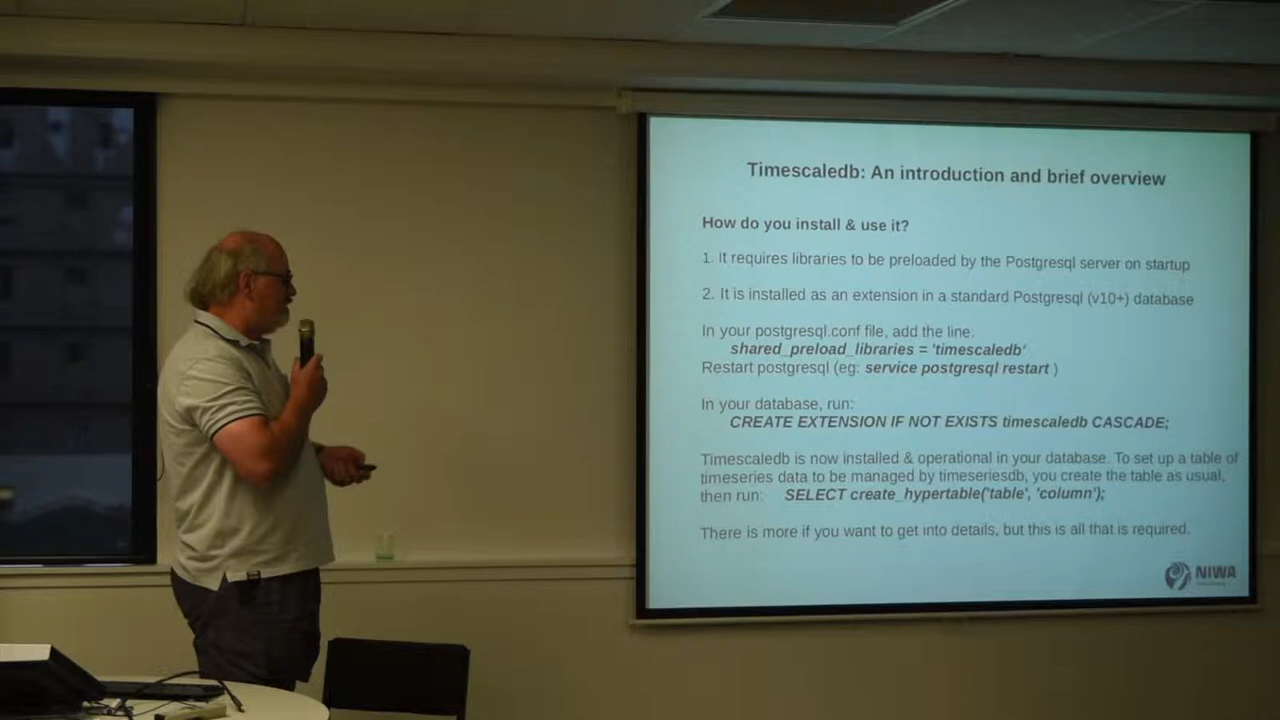 Timescaledb: An introduction and brief overview
How do you install & use it?
1. It requires libraries to be preloaded by the Postgresql server on startup
2. It is installed as an extension in a standard Postgresql (v10+) database
In your postgresql.conf file, add the line:
shared_preload_libraries = 'timescaledb'
Restart postgresql (eg: service postgresql restart )
In your database, run:
CREATE EXTENSION IF NOT EXISTS timescaledb CASCADE;
Timescaledb is now installed & operational in your database. To set up a table of
timeseries data to be managed by timeseriesdb, you create the table as usual,
then run: SELECT create_hypertable('table', 'column');
There is more if you want to get into details, but this is all that is required.
NIWA